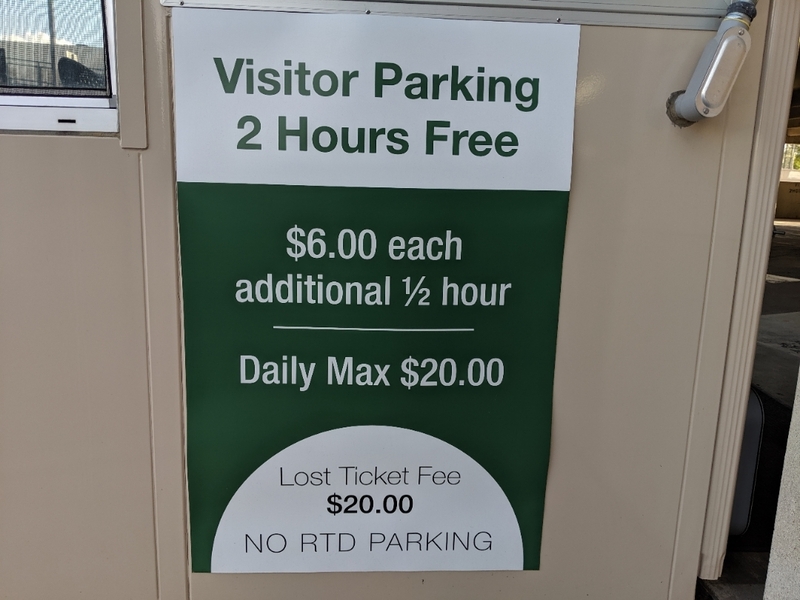 Visitor Parking
2 Hours Free
$6.00 each
additional ½ hour
Daily Max $20.00
Lost Ticket Fee
$20.00
NO RTD PARKING